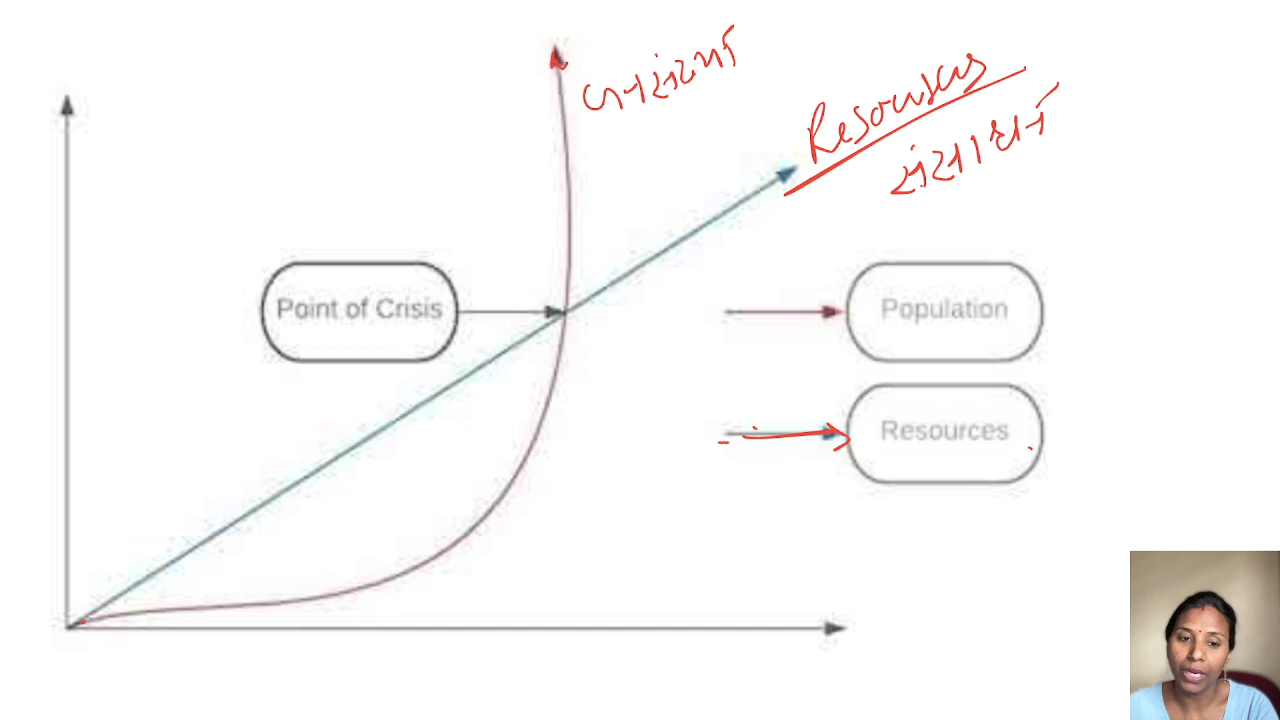 Resources
Point of Crisis
Population
Resources